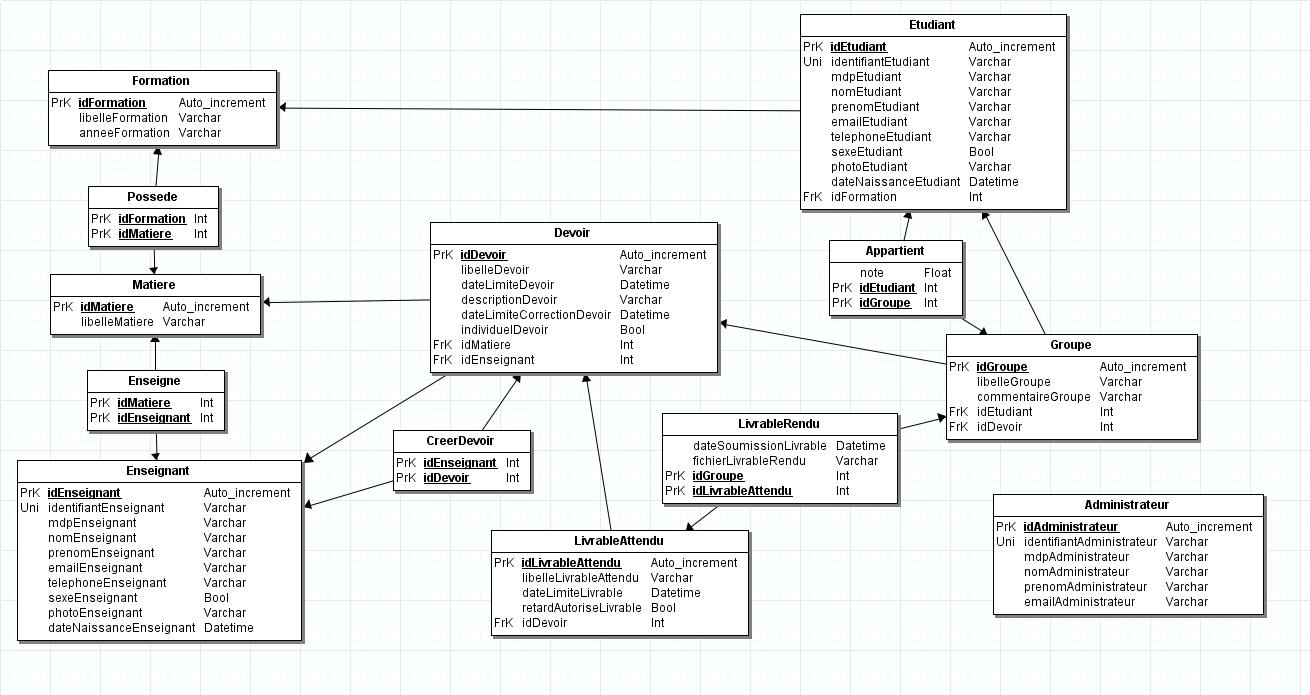 Formation
PrK idFormation Auto_increment
libelleFormation Varchar
anneeFormation Varchar
Possede
PrK idFormation Int
PrK idMatiere Int
Matiere
PrK idMatiere Auto_increment
libelleMatiere Varchar
Enseigne
PrK idMatiere Int
PrK idEnseignant Int
Enseignant
PrK idEnseignant Auto_increment
Uni identifiantEnseignant Varchar
mdpEnseignant Varchar
nomEnseignant Varchar
prenomEnseignant Varchar
emailEnseignant Varchar
telephoneEnseignant Varchar
sexeEnseignant Bool
photoEnseignant Varchar
dateNaissanceEnseignant Datetime
Devoir
PrK idDevoir Auto_increment
libelleDevoir Varchar
dateLimiteDevoir Datetime
descriptionDevoir Varchar
dateLimiteCorrectionDevoir Datetime
individuelDevoir Bool
FrK idMatiere Int
FrK idEnseignant Int
CreerDevoir
PrK idEnseignant Int
PrK idDevoir Int
LivrableAttendu
PrK idLivrableAttendu Auto_increment
libelleLivrableAttendu Varchar
dateLimiteLivrable Datetime
retardAutoriseLivrable Bool
FrK idDevoir Int
LivrableRendu
dateSoumissionLivrable Datetime
fichierLivrableRendu Varchar
PrK idGroupe Int
PrK idLivrableAttendu Int
Etudiant
PrK idEtudiant Auto_increment
Uni identifiantEtudiant Varchar
mdpEtudiant Varchar
nomEtudiant Varchar
prenomEtudiant Varchar
emailEtudiant Varchar
telephoneEtudiant Varchar
sexeEtudiant Bool
photoEtudiant Varchar
dateNaissanceEtudiant Datetime
FrK idFormation Int
Appartient
note Float
PrK idEtudiant Int
PrK idGroupe Int
Groupe
PrK idGroupe Auto_increment
libelleGroupe Varchar
commentaireGroupe Varchar
FrK idEtudiant Int
FrK idDevoir Int
Administrateur
PrK idAdministrateur Auto_increment
Uni identifiantAdministrateur Varchar
mdpAdministrateur Varchar
nomAdministrateur Varchar
prenomAdministrateur Varchar
emailAdministrateur Varchar